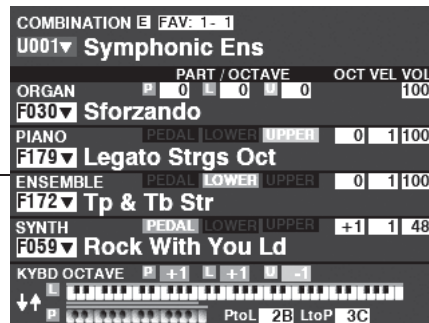 COMBINATION E FAV: 1- 1
U001▼ Symphonic Ens
PART / OCTAVE OCT VEL VOL
ORGAN P 0 L 0 U 0 100
F030▼ Sforzando
PIANO PEDAL LOWER UPPER 0 1 100
F179▼ Legato Strgs Oct
ENSEMBLE PEDAL LOWER UPPER 0 1 100
F172▼ Tp & Tb Str
SYNTH PEDAL LOWER UPPER +1 1 48
F059▼ Rock With You Ld
KYBD OCTAVE P +1 L +1 U -1
L
P PtoL 2B LtoP 3C